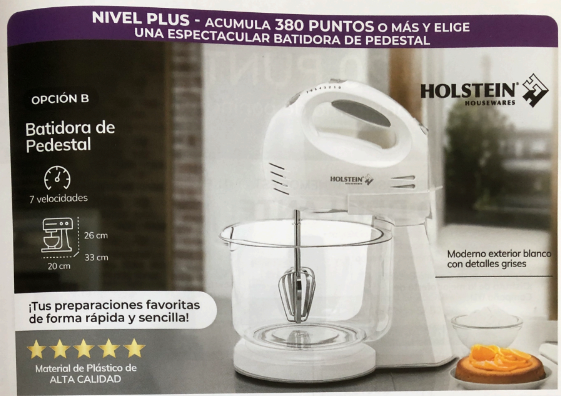 NIVEL PLUS - ACUMULA 380 PUNTOS O MÁS Y ELIGE
UNA ESPECTACULAR BATIDORA DE PEDESTAL
HOLSTEIN
HOUSEWARES
OPCIÓN B
Batidora de
Pedestal
7 velocidades
26 cm
33 cm
20 cm
HOLSTEIN
HOUSEWARES
Moderno exterior blanco
con detalles grises
¡Tus preparaciones favoritas
de forma rápida y sencilla!
Material de Plástico de
ALTA CALIDAD